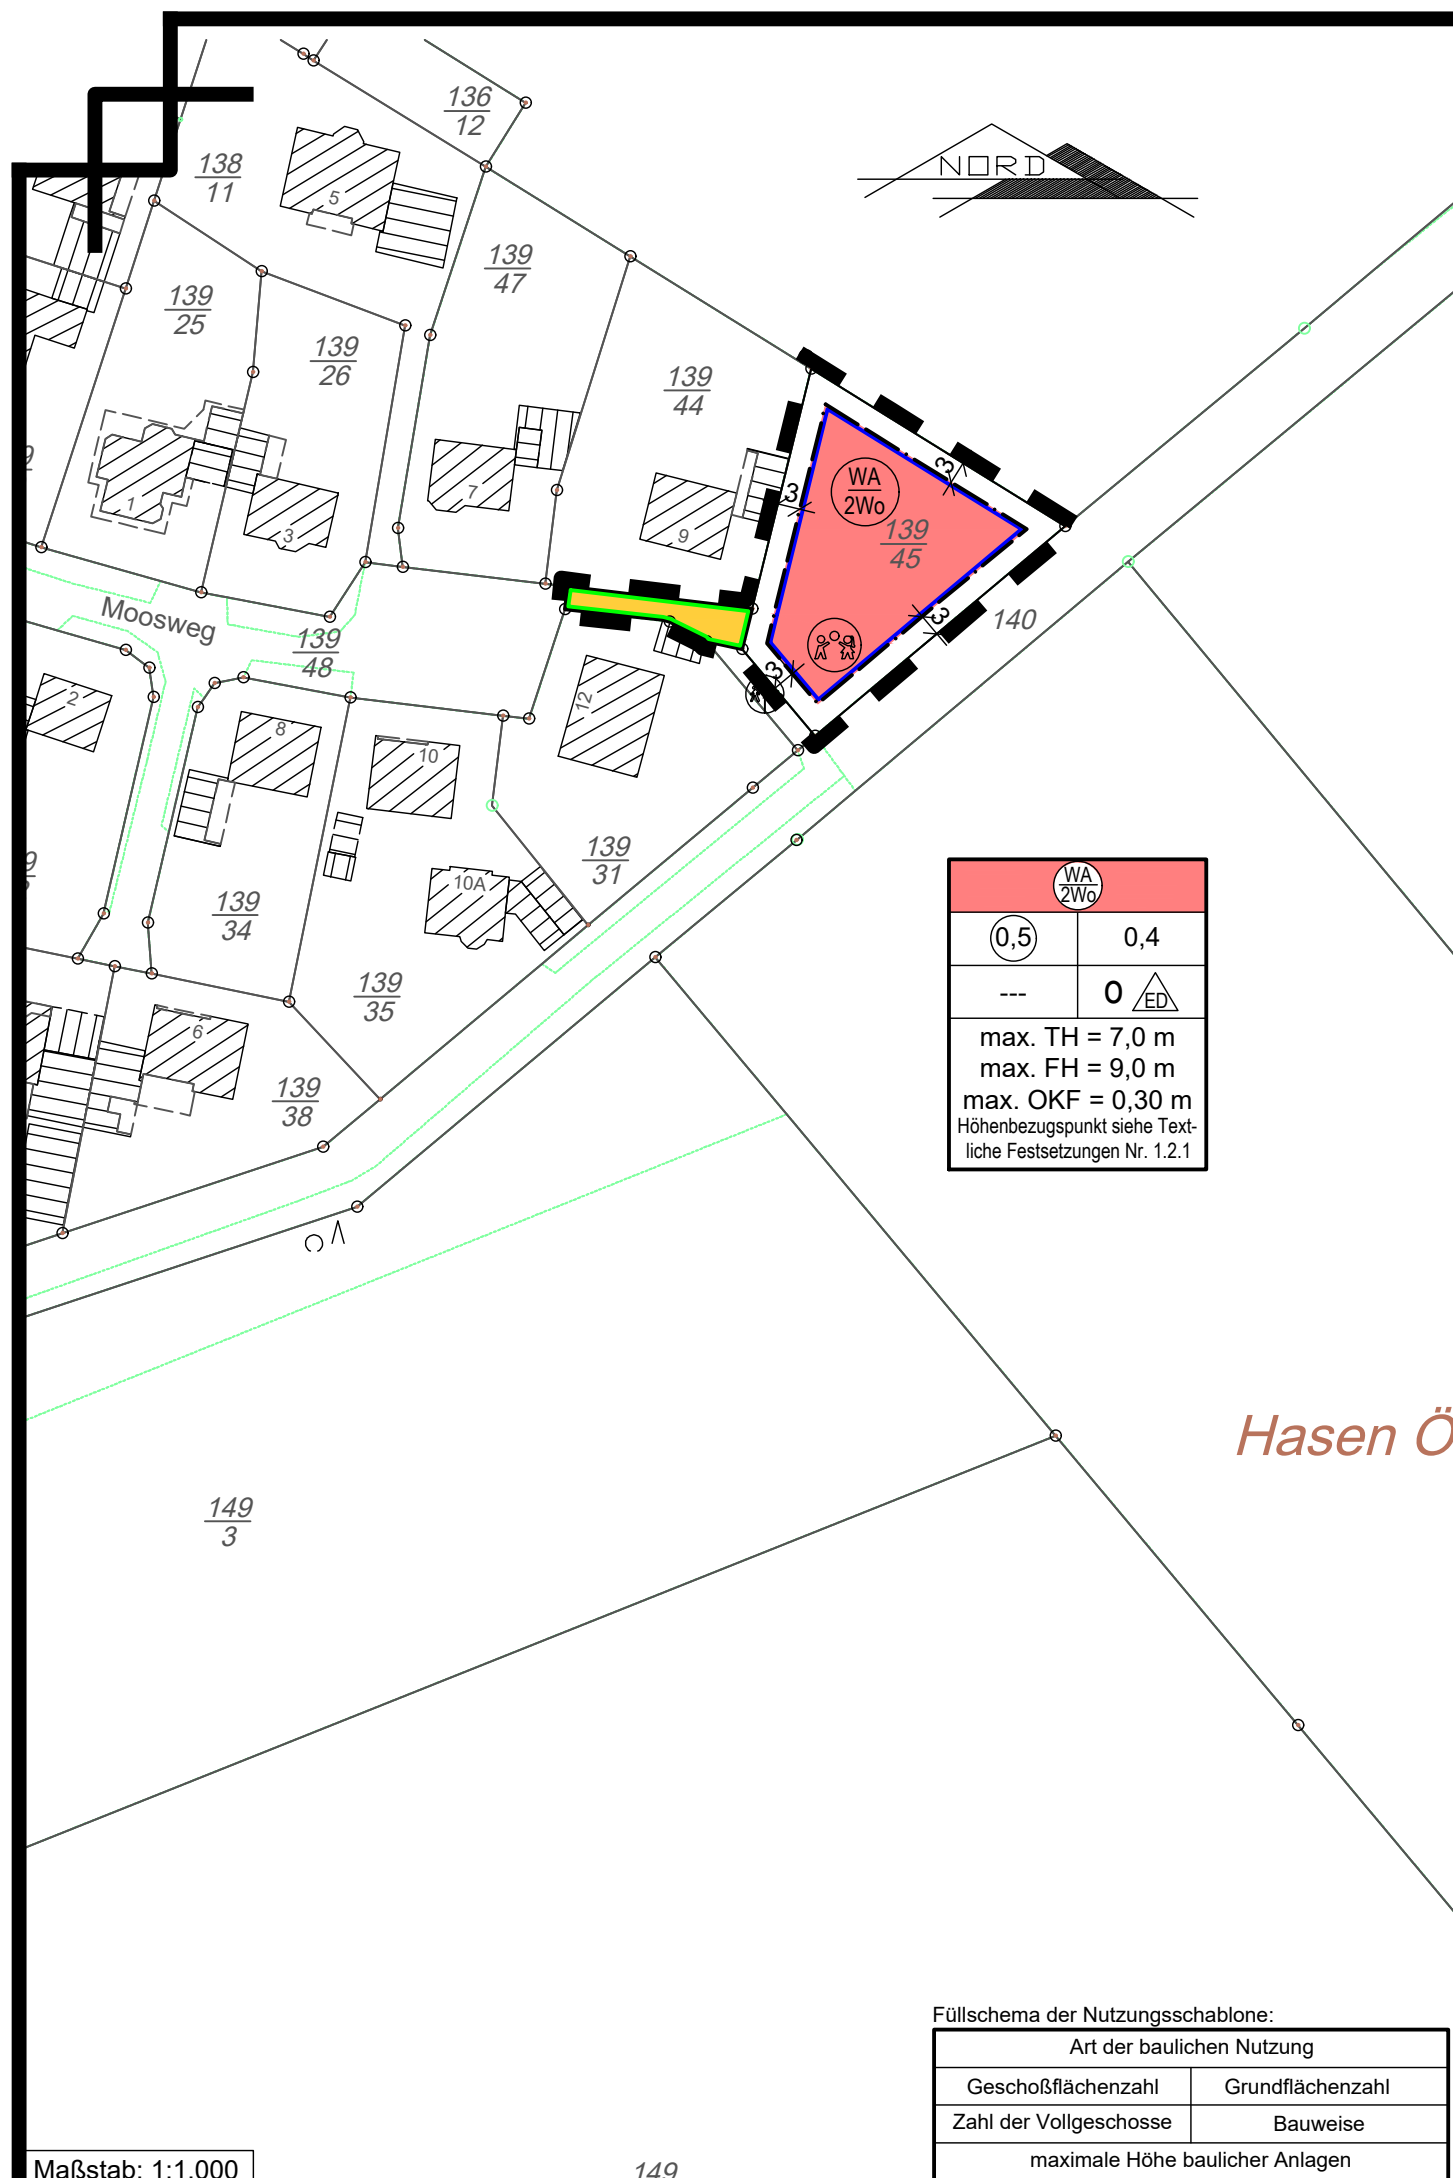 136
12
138
11
5
NORD
139
47
139
25
139
26
139
44
1
3
7
9
WA
2Wo
139
45
3
3
3
3
140
Moosweg
139
48
2
8
10
12
10A
139
31
139
34
139
35
6
139
38
WA
2Wo
0,5 0,4
--- o ED
max. TH = 7,0 m
max. FH = 9,0 m
max. OKF = 0,30 m
Höhenbezugspunkt siehe Text-
liche Festsetzungen Nr. 1.2.1
Hasen Ö
149
3
Füllschema der Nutzungsschablone:
Art der baulichen Nutzung
Geschoßflächenzahl Grundflächenzahl
Zahl der Vollgeschosse Bauweise
maximale Höhe baulicher Anlagen
Maßstab: 1:1.000
149